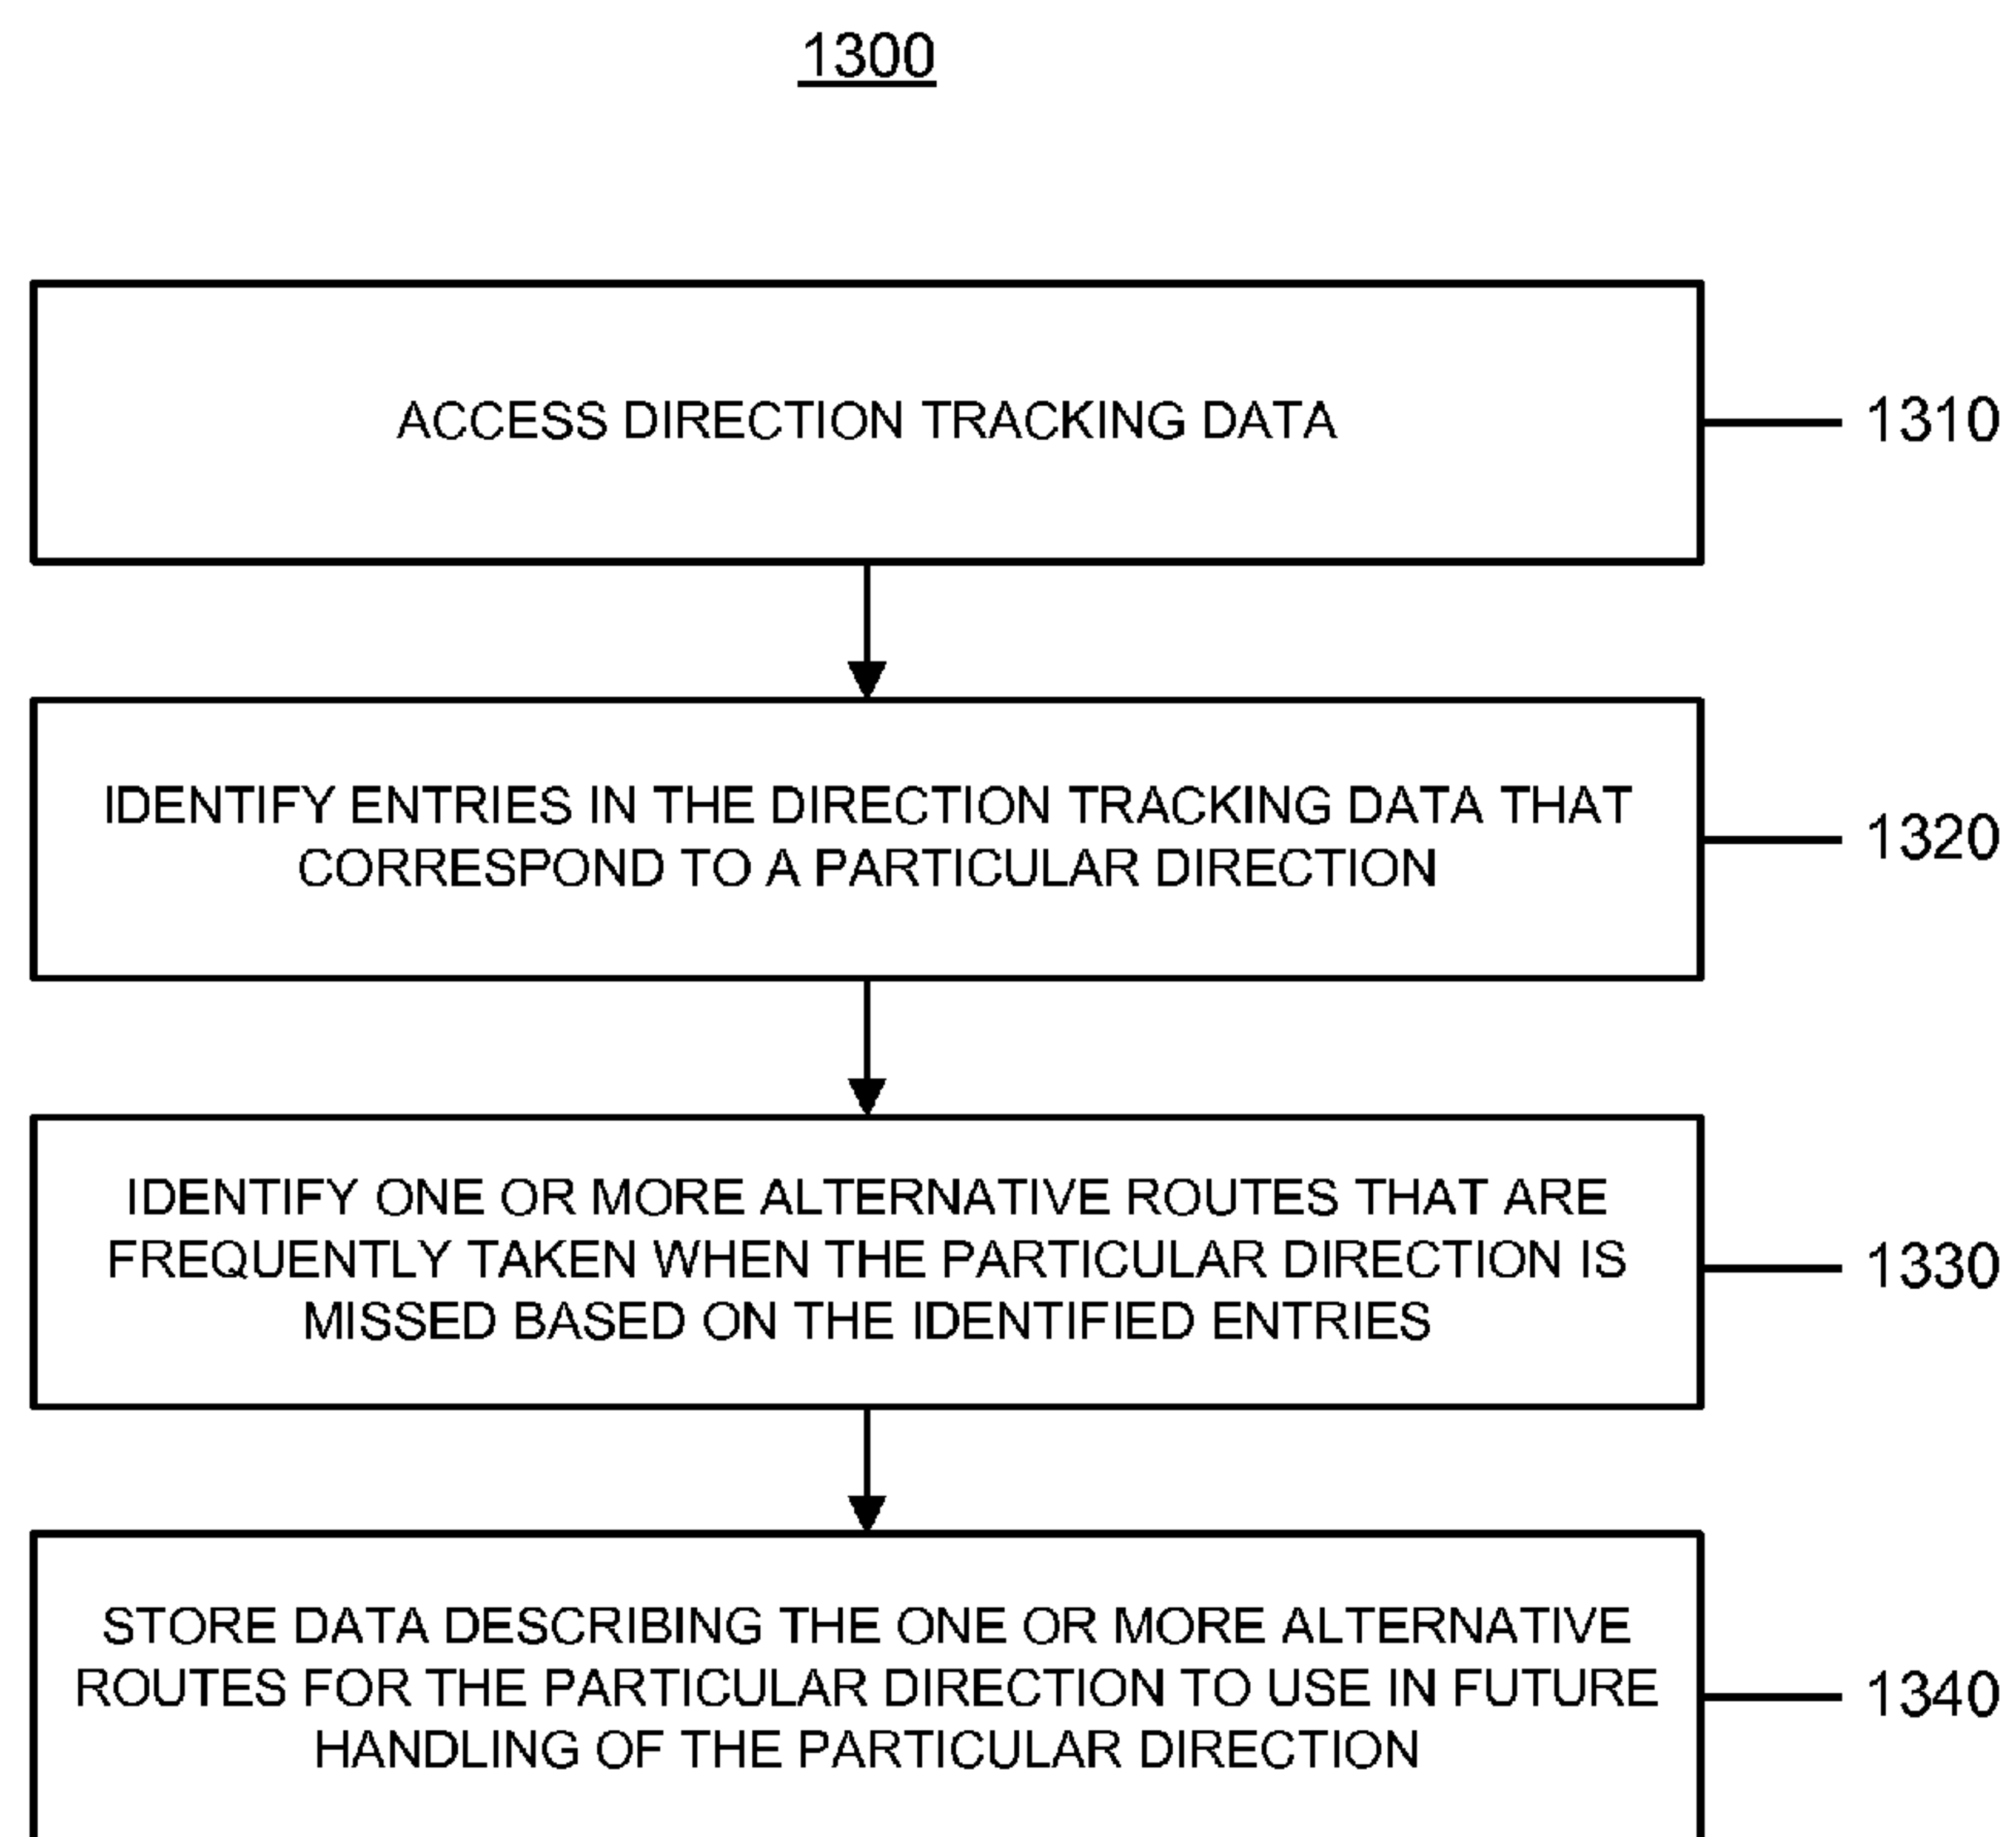 1300
ACCESS DIRECTION TRACKING DATA
1310
IDENTIFY ENTRIES IN THE DIRECTION TRACKING DATA THAT
CORRESPOND TO A PARTICULAR DIRECTION
1320
IDENTIFY ONE OR MORE ALTERNATIVE ROUTES THAT ARE
FREQUENTLY TAKEN WHEN THE PARTICULAR DIRECTION IS
MISSED BASED ON THE IDENTIFIED ENTRIES
1330
STORE DATA DESCRIBING THE ONE OR MORE ALTERNATIVE
ROUTES FOR THE PARTICULAR DIRECTION TO USE IN FUTURE
HANDLING OF THE PARTICULAR DIRECTION
1340